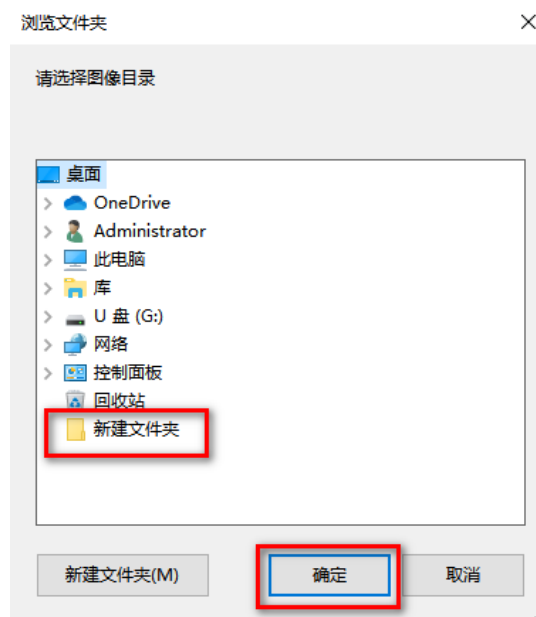 浏览文件夹
请选择图像目录
桌面
OneDrive
Administrator
此电脑
库
U 盘 (G:)
网络
控制面板
回收站
新建文件夹
新建文件夹(M) 确定 取消